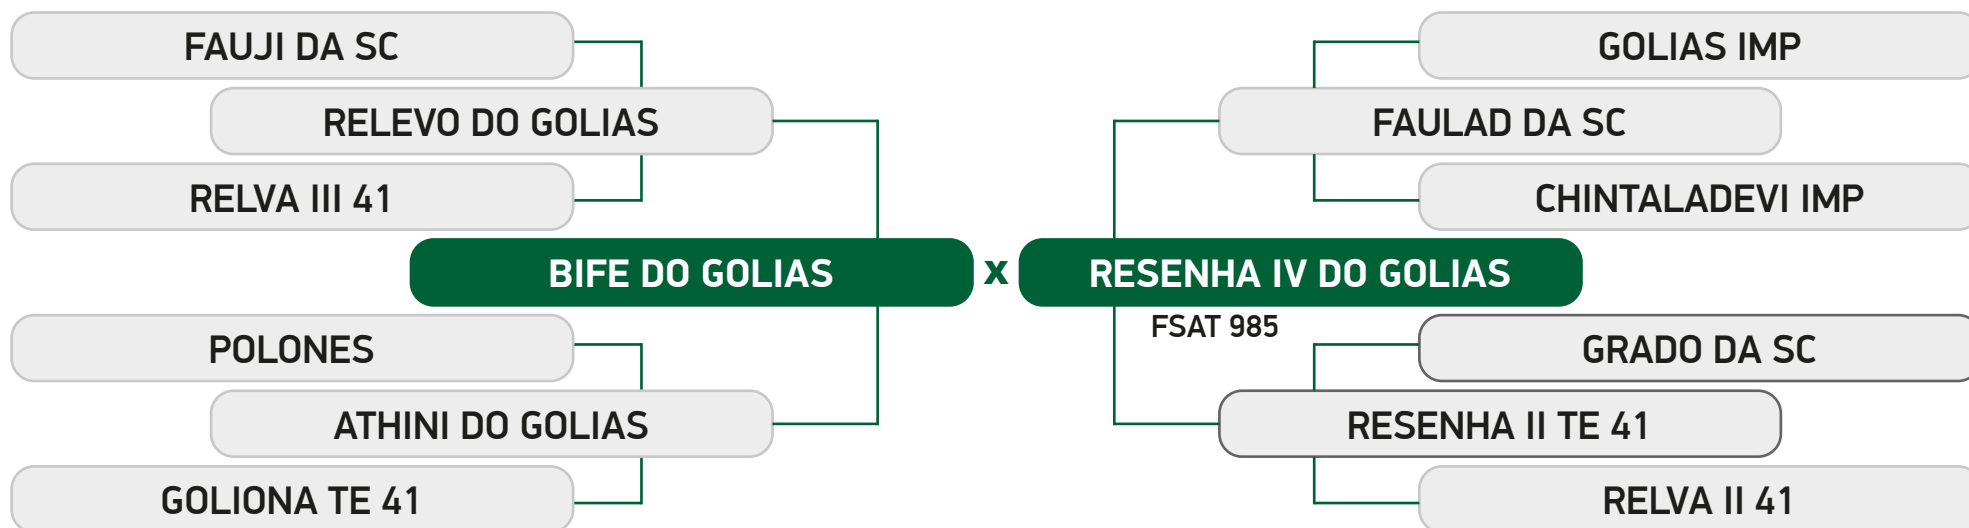 FAUJI DA SC
GOLIAS IMP
RELEVO DO GOLIAS
FAULAD DA SC
RELVA III 41
CHINTALADEVI IMP
BIFE DO GOLIAS
x
RESENHA IV DO GOLIAS
FSAT 985
POLONES
GRADO DA SC
ATHINI DO GOLIAS
RESENHA II TE 41
GOLIONA TE 41
RELVA II 41